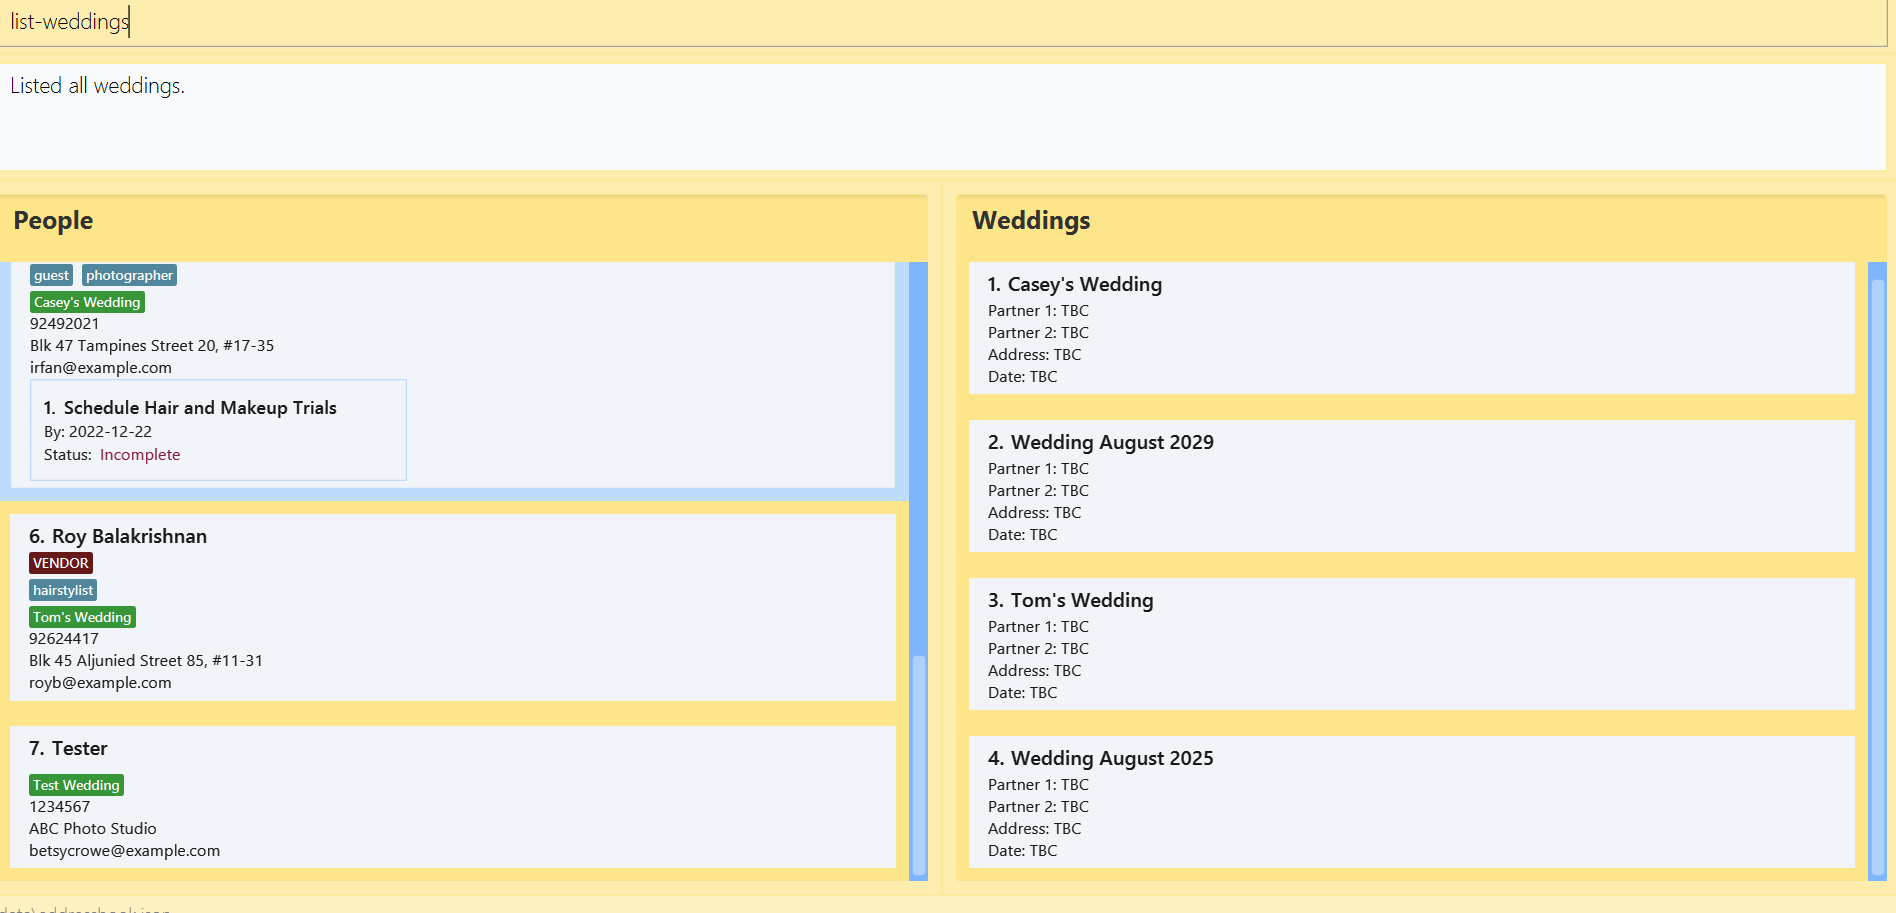 list-weddings
Listed all weddings.
People
guest photographer
Casey's Wedding
92492021
Blk 47 Tampines Street 20, #17-35
irfan@example.com
1. Schedule Hair and Makeup Trials
By: 2022-12-22
Status: Incomplete
6. Roy Balakrishnan
VENDOR
hairstylist
Tom's Wedding
92624417
Blk 45 Aljunied Street 85, #11-31
royb@example.com
7. Tester
Test Wedding
1234567
ABC Photo Studio
betsycrowe@example.com
Weddings
1. Casey's Wedding
Partner 1: TBC
Partner 2: TBC
Address: TBC
Date: TBC
2. Wedding August 2029
Partner 1: TBC
Partner 2: TBC
Address: TBC
Date: TBC
3. Tom's Wedding
Partner 1: TBC
Partner 2: TBC
Address: TBC
Date: TBC
4. Wedding August 2025
Partner 1: TBC
Partner 2: TBC
Address: TBC
Date: TBC